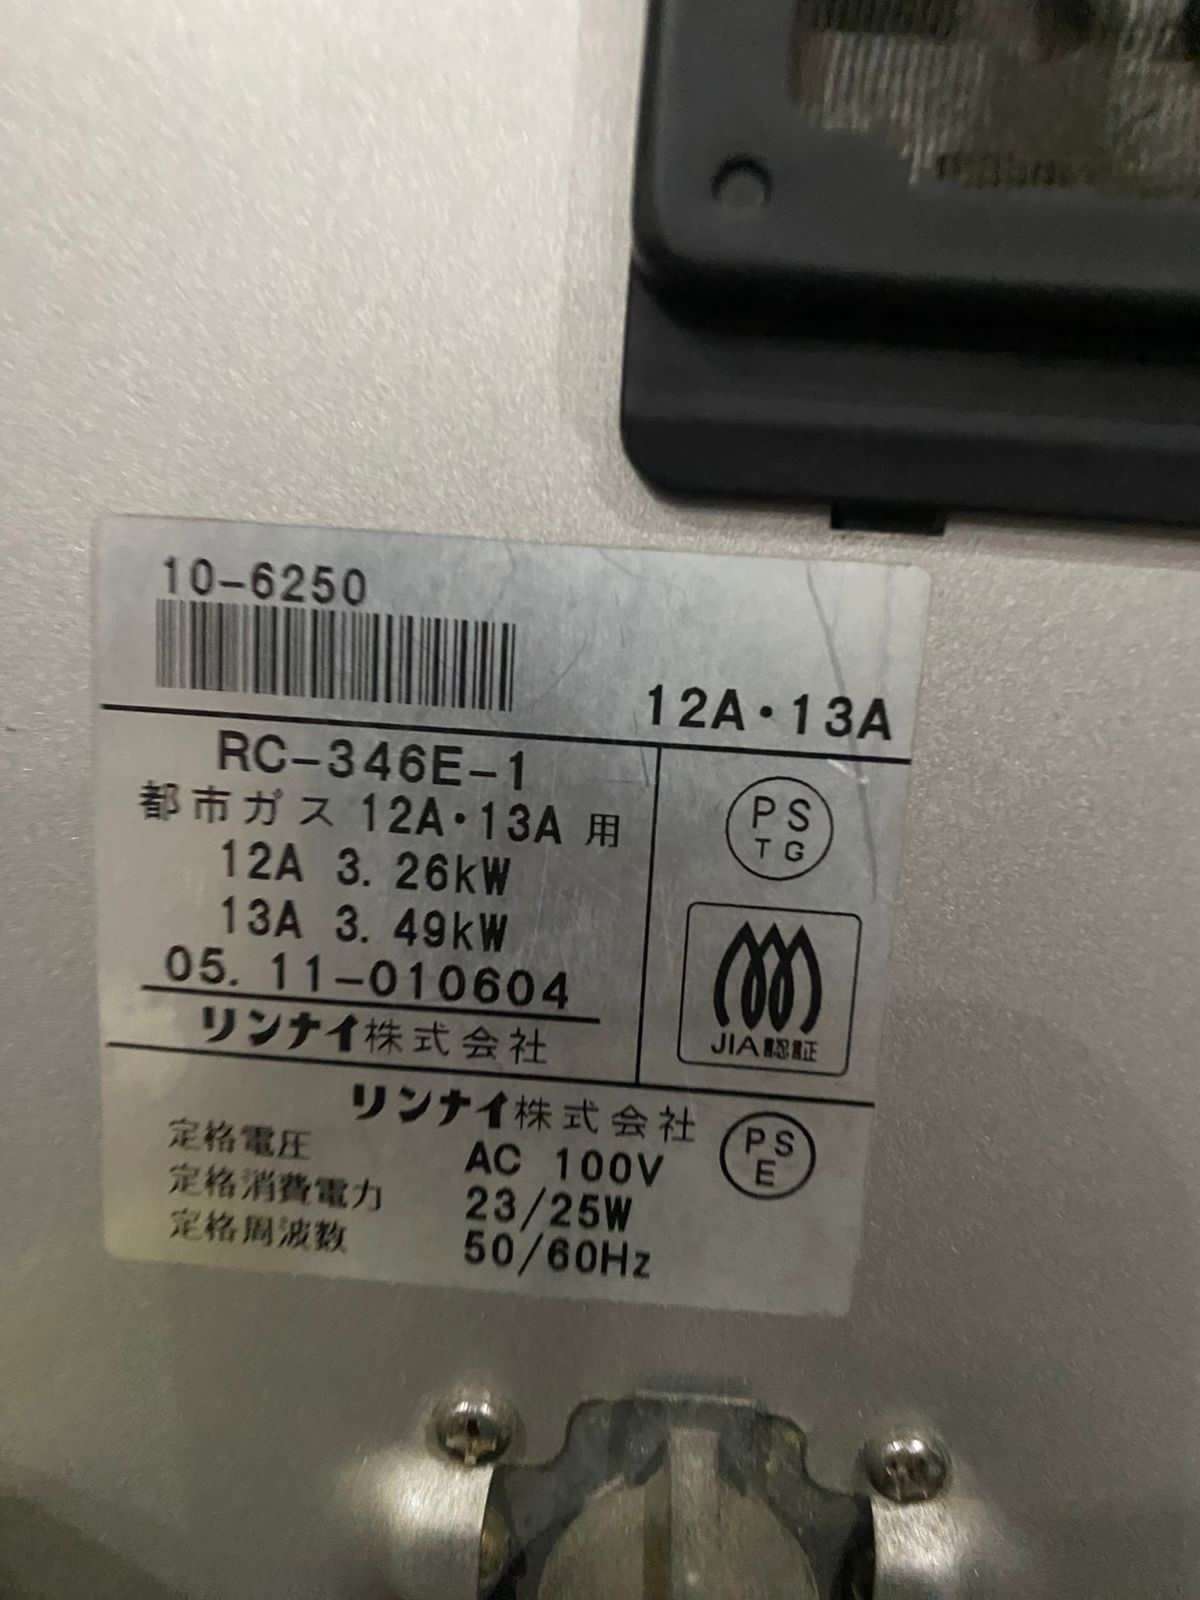 10-6250
12A・13A
RC-346E-1
都市ガス 12A・13A 用
12A 3. 26kW
13A 3. 49kW
05. 11-010604
リンナイ株式会社
PS
TG
JIA認証
リンナイ株式会社
定格電圧 AC 100V
定格消費電力 23/25W
定格周波数 50/60Hz
PS
E